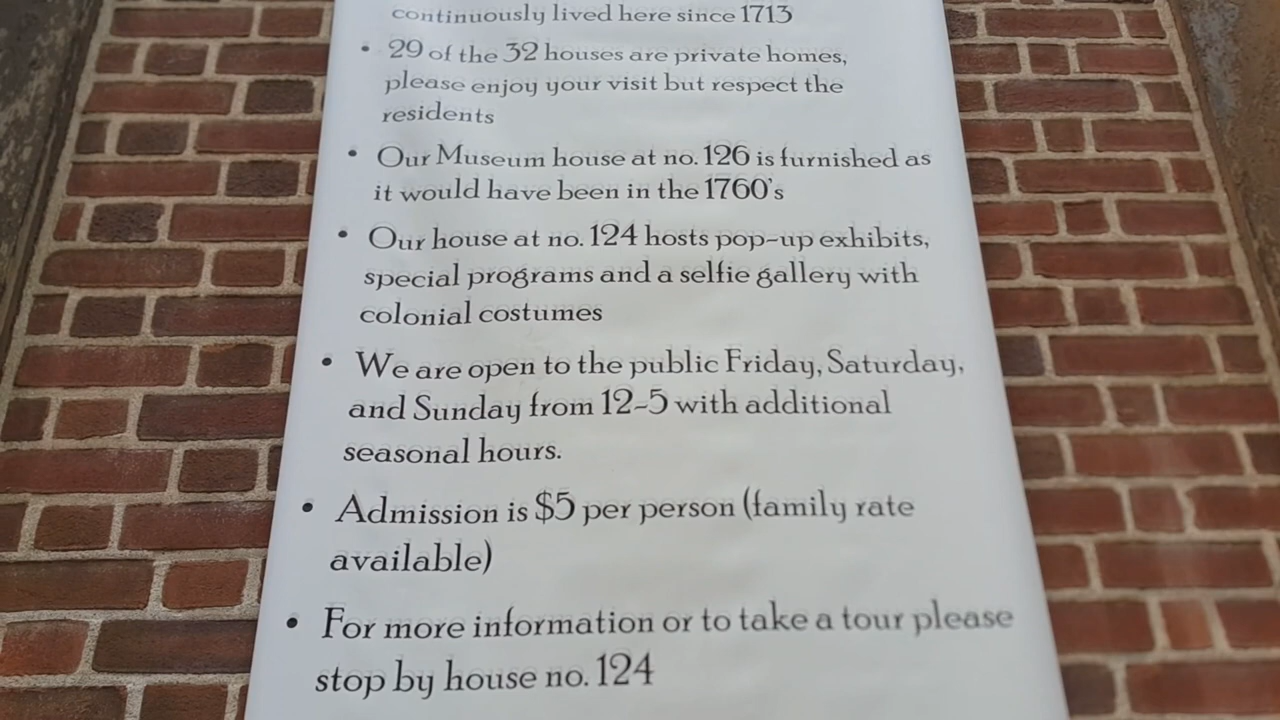 continuously lived here since 1713
• 29 of the 32 houses are private homes,
please enjoy your visit but respect the
residents
• Our Museum house at no. 126 is furnished as
it would have been in the 1760's
• Our house at no. 124 hosts pop-up exhibits,
special programs and a selfie gallery with
colonial costumes
• We are open to the public Friday, Saturday,
and Sunday from 12-5 with additional
seasonal hours.
• Admission is $5 per person (family rate
available)
• For more information or to take a tour please
stop by house no. 124